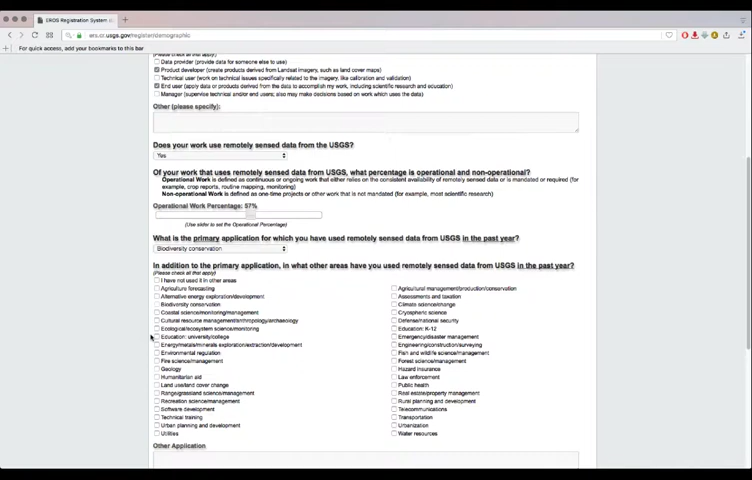 EROS Registration System
ers.cr.usgs.gov/register/demographic
For quick access, add your bookmarks to this bar
(Please check all that apply)
Data provider (provide data for someone else to use)
Product developer (create products derived from Landsat imagery, such as land cover maps)
Technical user (work on technical issues specifically related to the imagery, like calibration and validation)
End user (apply data or products derived from the data to accomplish my work, including scientific research and education)
Manager (supervise technical and/or end users; also may make decisions based on work which uses the data)
Other (please specify):
Does your work use remotely sensed data from the USGS?
Yes
Of your work that uses remotely sensed data from USGS, what percentage is operational and non-operational?
Operational Work is defined as continuous or ongoing work that either relies on the consistent availability of remotely sensed data or is mandated or required (for
example, crop reports, routine mapping, monitoring)
Non-operational Work is defined as one-time projects or other work that is not mandated (for example, most scientific research)
Operational Work Percentage: 57%
(Use slider to set the Operational Percentage)
What is the primary application for which you have used remotely sensed data from USGS in the past year?
Biodiversity conservation
In addition to the primary application, in what other areas have you used remotely sensed data from USGS in the past year?
(Please check all that apply)
I have not used it in other areas
Agriculture forecasting
Alternative energy exploration/development
Biodiversity conservation
Coastal science/monitoring/management
Cultural resource management/anthropology/archaeology
Ecological/ecosystem science/monitoring
Education: university/college
Energy/metals/minerals exploration/extraction/development
Environmental regulation
Fire science/management
Geology
Humanitarian aid
Land use/land cover change
Range/grassland science/management
Recreation science/management
Software development
Technical training
Urban planning and development
Utilities
Agricultural management/production/conservation
Assessments and taxation
Climate science/change
Cryospheric science
Defense/national security
Education: K-12
Emergency/disaster management
Engineering/construction/surveying
Fish and wildlife science/management
Forest science/management
Hazard insurance
Law enforcement
Public health
Real estate/property management
Rural planning and development
Telecommunications
Transportation
Urbanization
Water resources
Other Application